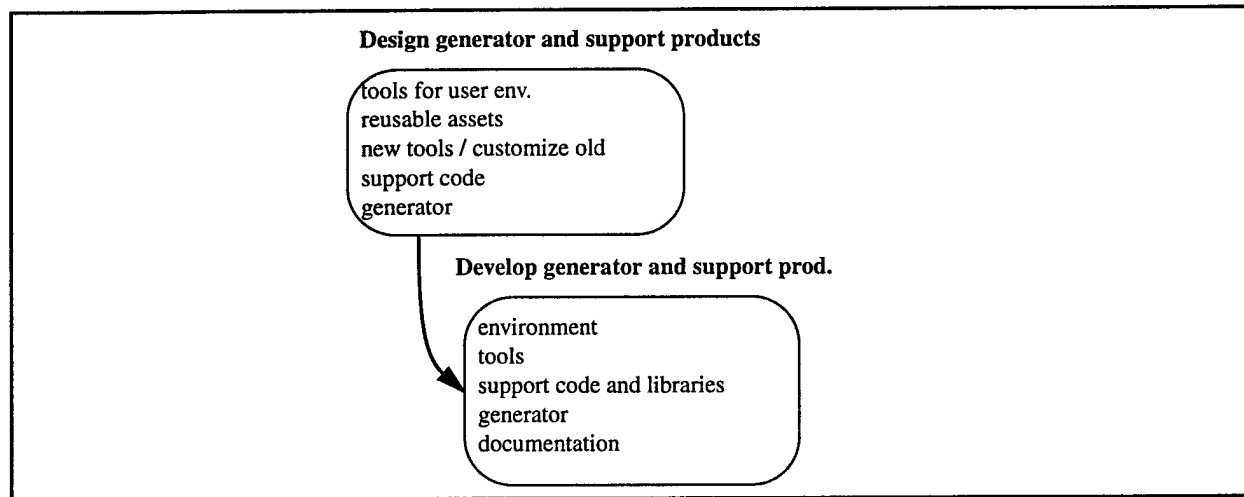 Design generator and support products
tools for user env.
reusable assets
new tools / customize old
support code
generator
Develop generator and support prod.
environment
tools
support code and libraries
generator
documentation